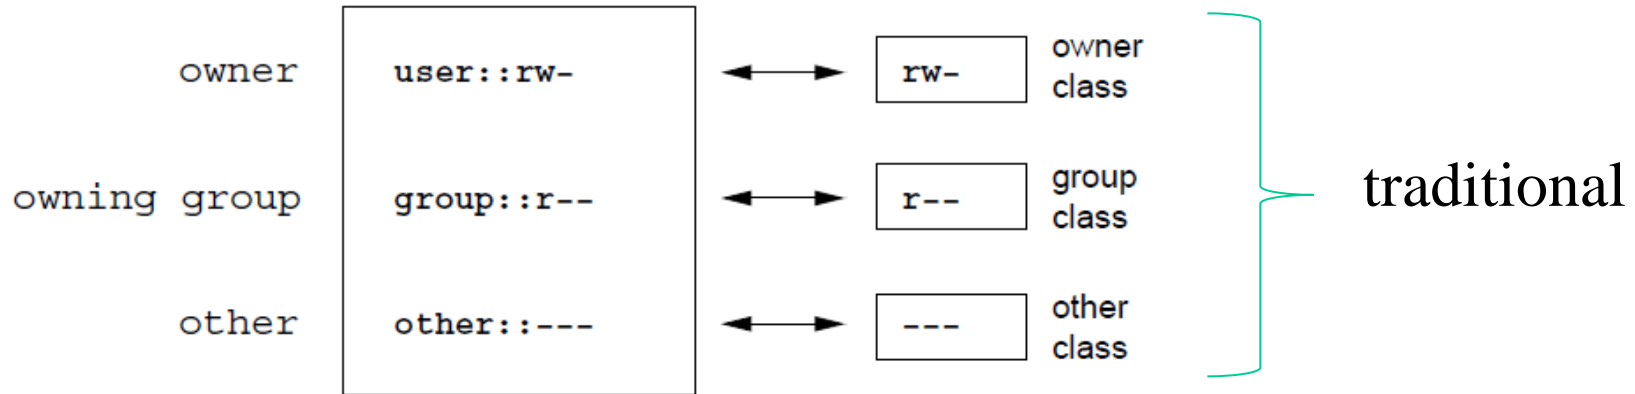 owner user::rw- rw- owner class
owning group group::r-- r-- group class
other other::--- --- other class
traditional